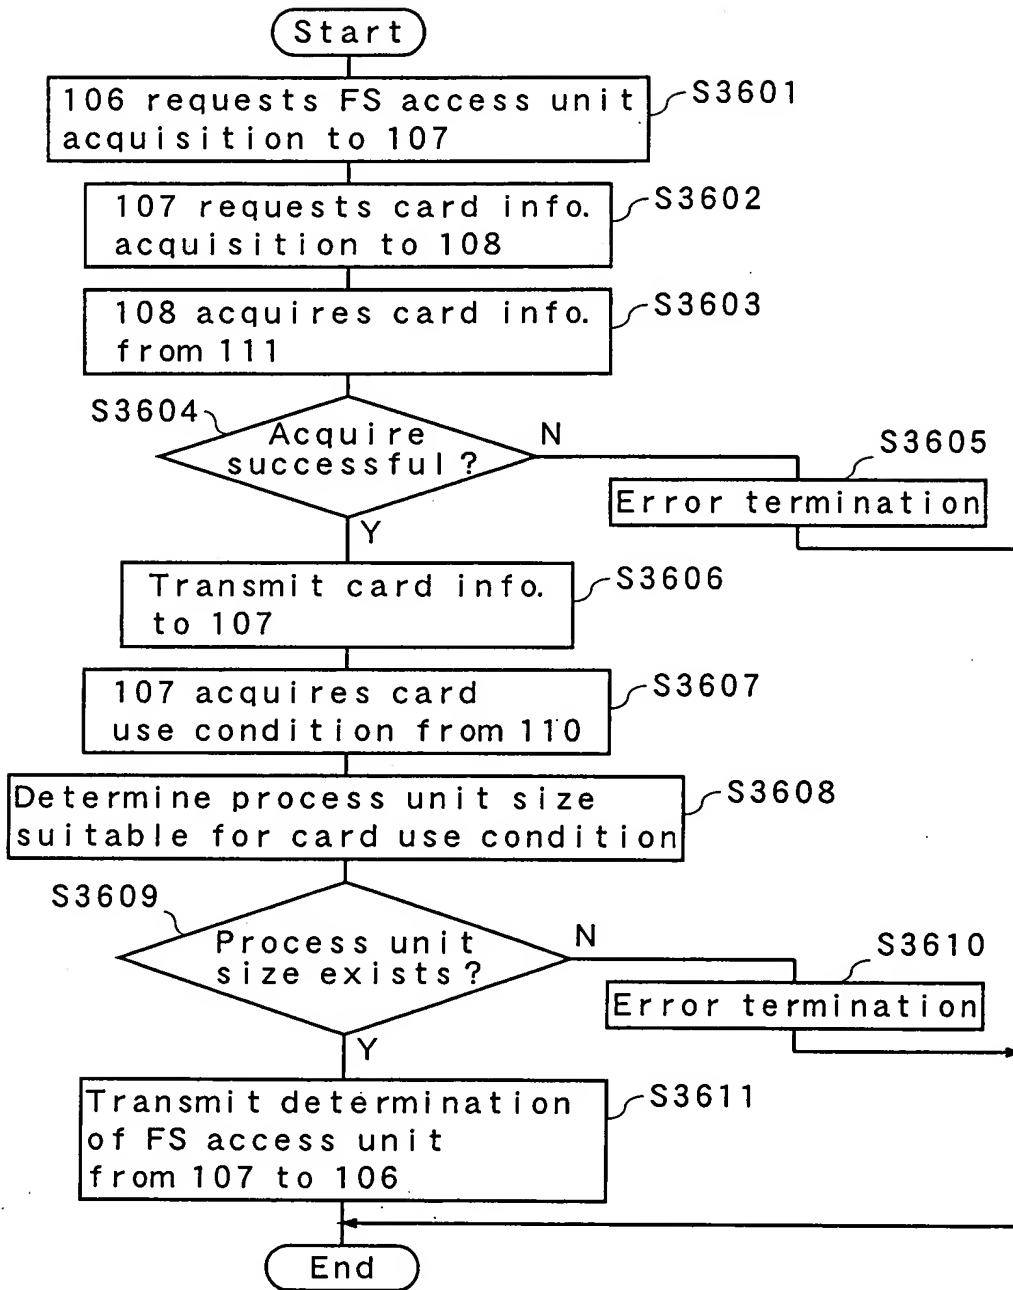 Start
106 requests FS access unit
acquisition to 107
S3601
107 requests card info.
acquisition to 108
S3602
108 acquires card info.
from 111
S3603
S3604
Acquire
successful?
N
Y
S3605
Error termination
Transmit card info.
to 107
S3606
107 acquires card
use condition from 110
S3607
Determine process unit size
suitable for card use condition
S3608
S3609
Process unit
size exists?
N
Y
S3610
Error termination
Transmit determination
of FS access unit
from 107 to 106
S3611
End